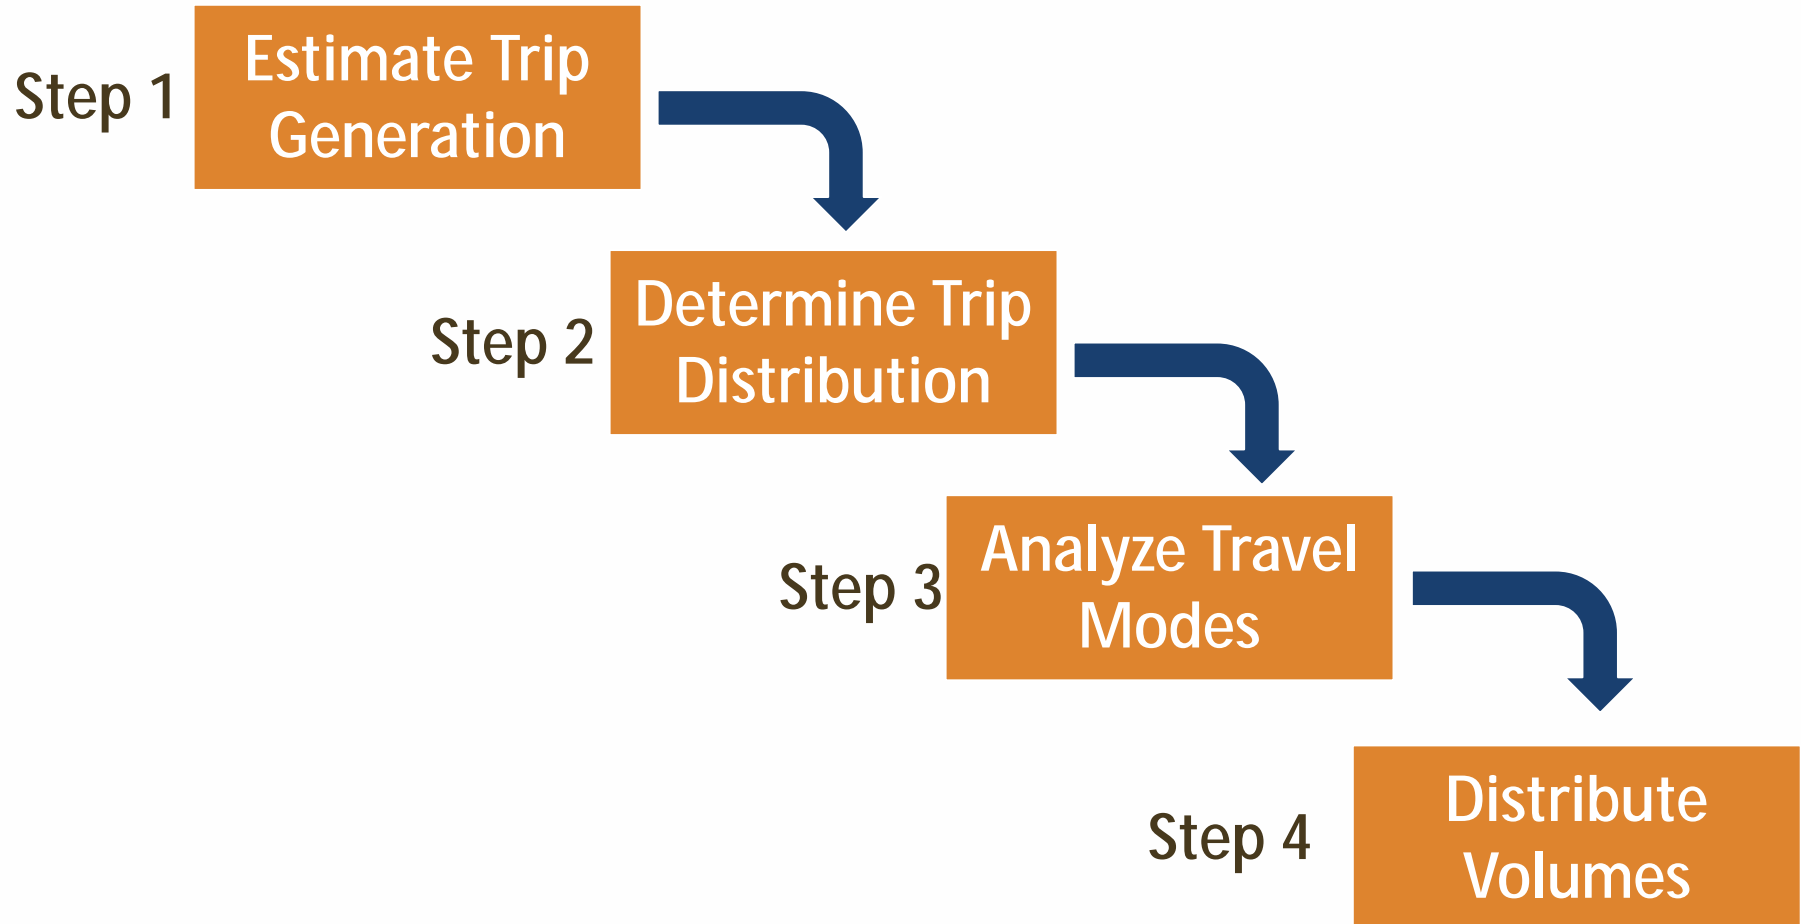 Step 1
Estimate Trip
Generation
Step 2
Determine Trip
Distribution
Step 3
Analyze Travel
Modes
Step 4
Distribute
Volumes